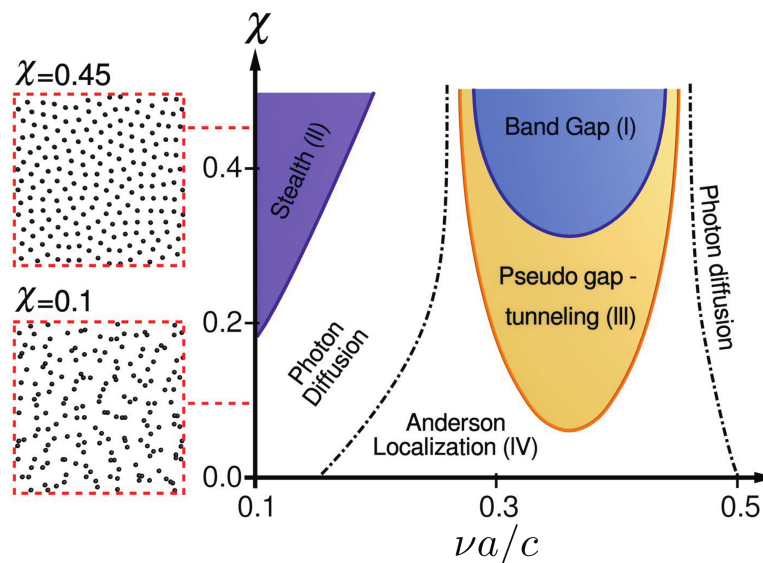 χ
χ=0.45
Stealth (II)
Band Gap (I)
0.4
Photon diffusion
Pseudo gap -
tunneling (III)
χ=0.1
0.2
Photon
Diffusion
Anderson
Localization (IV)
0.0
0.1
0.3
0.5
νa/c